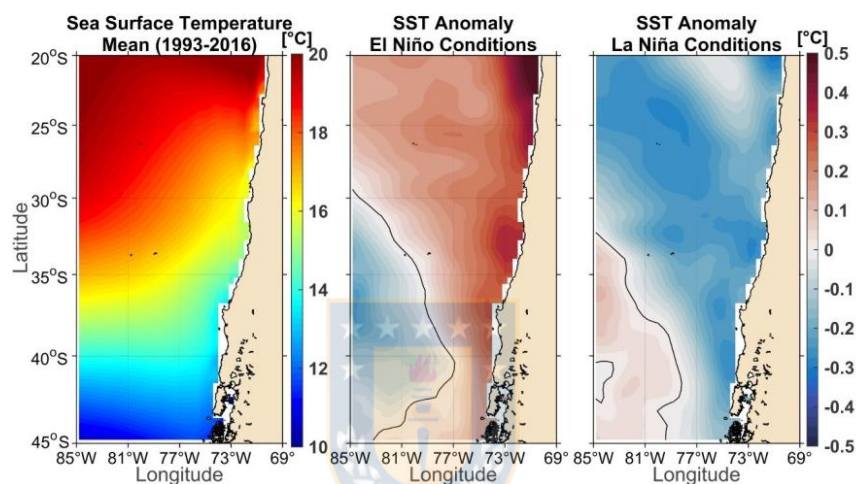 Sea Surface Temperature
Mean (1993-2016)
[°C]
SST Anomaly
El Niño Conditions
SST Anomaly
La Niña Conditions
[°C]
Latitude
20°S
25°S
30°S
35°S
40°S
45°S
85°W 81°W 77°W 73°W 69°
Longitude
20
18
16
14
12
10
85°W 81°W 77°W 73°W 69°
Longitude
85°W 81°W 77°W 73°W 69°W
Longitude
0.5
0.4
0.3
0.2
0.1
0
-0.1
-0.2
-0.3
-0.4
-0.5